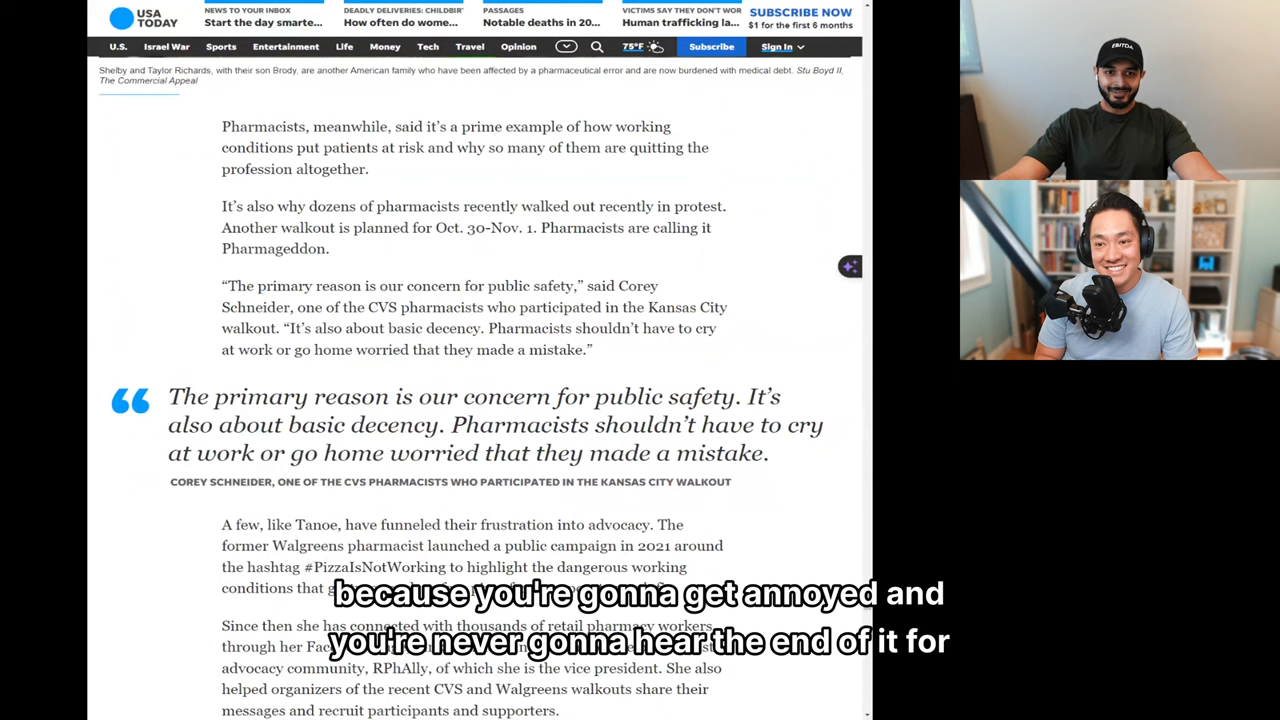 USA
TODAY
NEWS TO YOUR INBOX
Start the day smarte...
DEADLY DELIVERIES: CHILDBIR
How often do wome...
PASSAGES
Notable deaths in 20...
VICTIMS SAY THEY DON'T WOR
Human trafficking la...
SUBSCRIBE NOW
$1 for the first 6 months
U.S. Israel War Sports Entertainment Life Money Tech Travel Opinion 75°F Subscribe Sign In
Shelby and Taylor Richards, with their son Brody, are another American family who have been affected by a pharmaceutical error and are now burdened with medical debt. Stu Boyd II,
The Commercial Appeal
EBITDA
Pharmacists, meanwhile, said it's a prime example of how working
conditions put patients at risk and why so many of them are quitting the
profession altogether.
It's also why dozens of pharmacists recently walked out recently in protest.
Another walkout is planned for Oct. 30-Nov. 1. Pharmacists are calling it
Pharmageddon.
“The primary reason is our concern for public safety,” said Corey
Schneider, one of the CVS pharmacists who participated in the Kansas City
walkout. “It's also about basic decency. Pharmacists shouldn't have to cry
at work or go home worried that they made a mistake.”
“ The primary reason is our concern for public safety. It's
also about basic decency. Pharmacists shouldn't have to cry
at work or go home worried that they made a mistake.
COREY SCHNEIDER, ONE OF THE CVS PHARMACISTS WHO PARTICIPATED IN THE KANSAS CITY WALKOUT
A few, like Tanoe, have funneled their frustration into advocacy. The
former Walgreens pharmacist launched a public campaign in 2021 around
the hashtag #PizzaIsNotWorking to highlight the dangerous working
conditions that
because you're gonna get annoyed and
Since then she has connected with thousands of retail pharmacy workers
you're never gonna hear the end of it for
through her
advocacy community, RPhAlly, of which she is the vice president. She also
helped organizers of the recent CVS and Walgreens walkouts share their
messages and recruit participants and supporters.